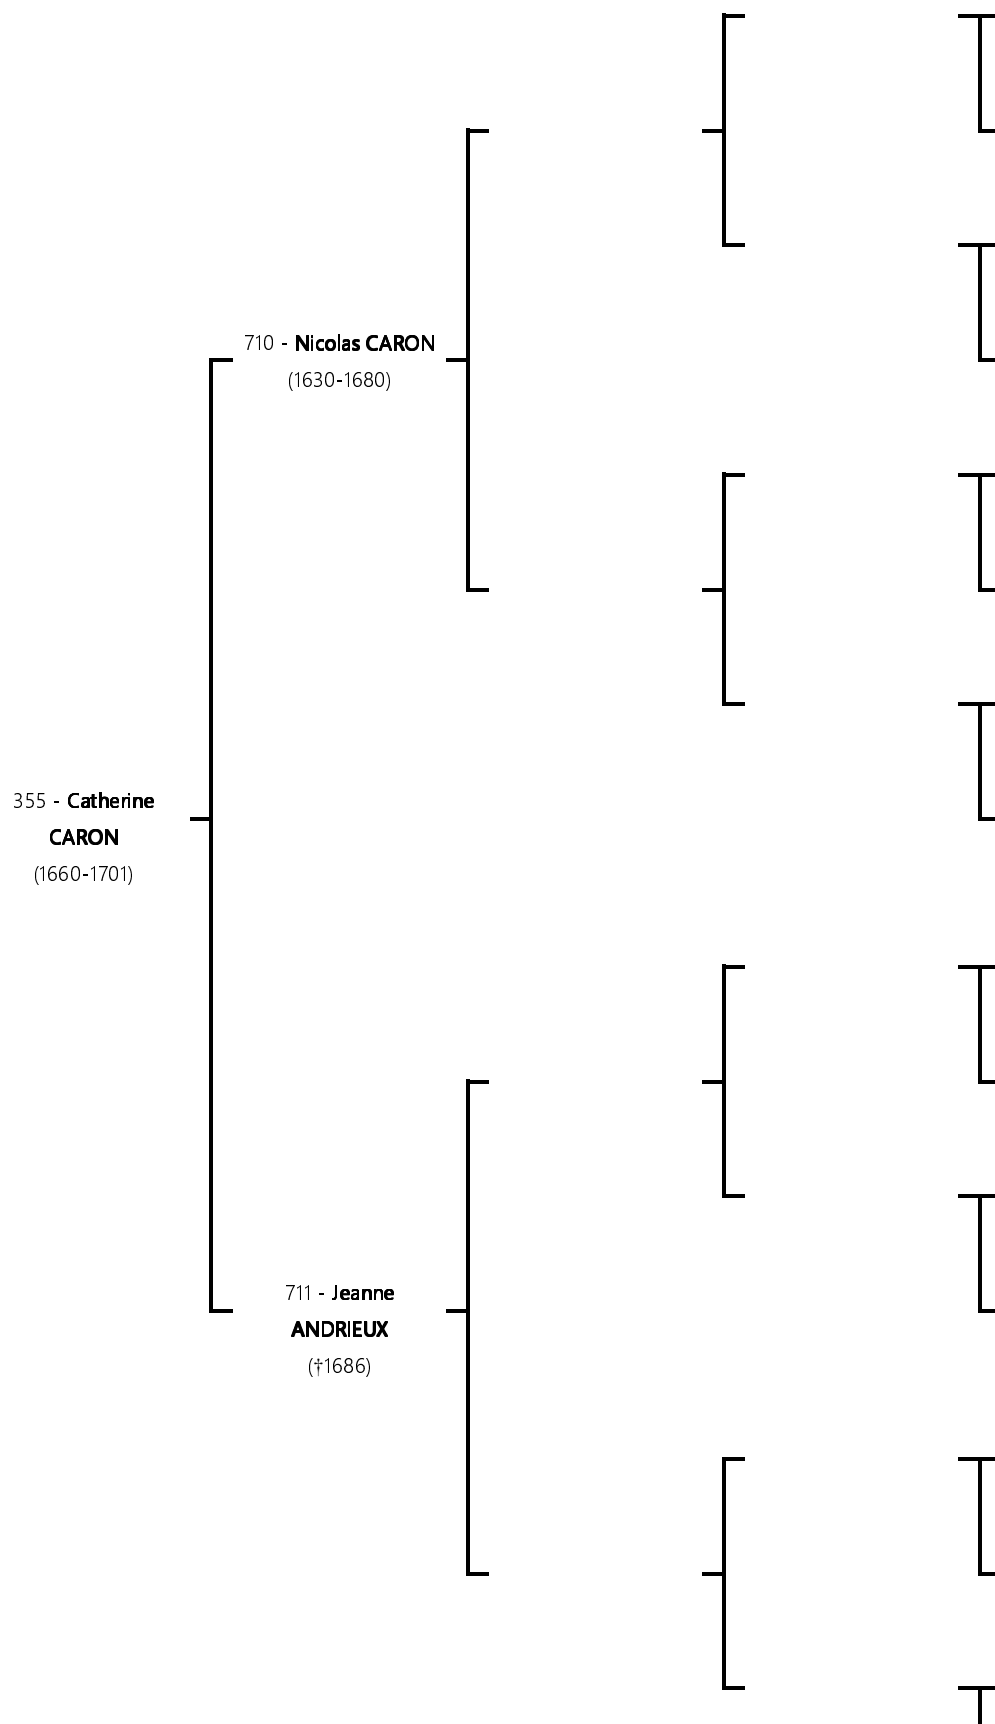 710 - Nicolas CARON
(1630-1680)
355 - Catherine
CARON
(1660-1701)
711 - Jeanne
ANDRIEUX
(†1686)